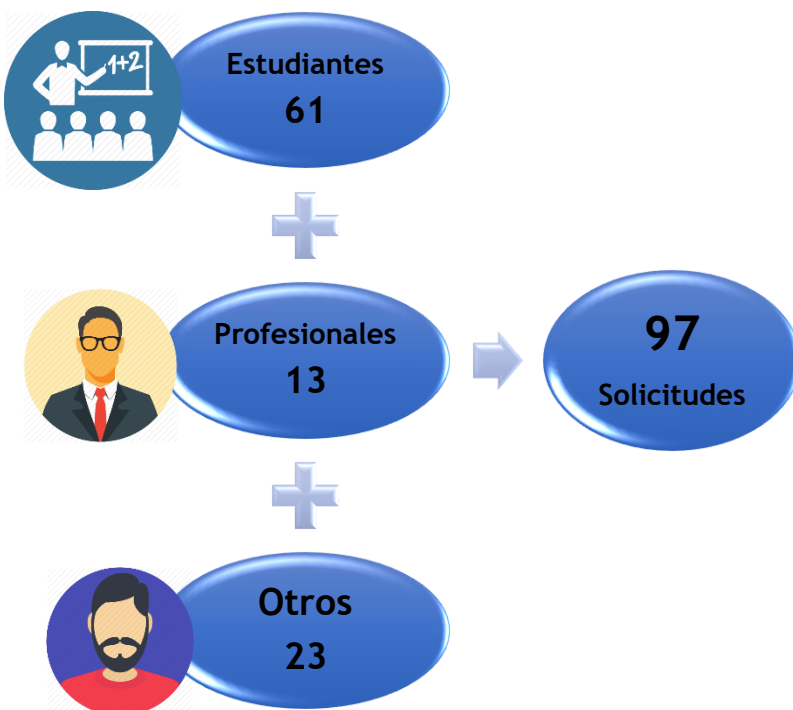 1+2
Estudiantes
61
Profesionales
13
97
Solicitudes
Otros
23